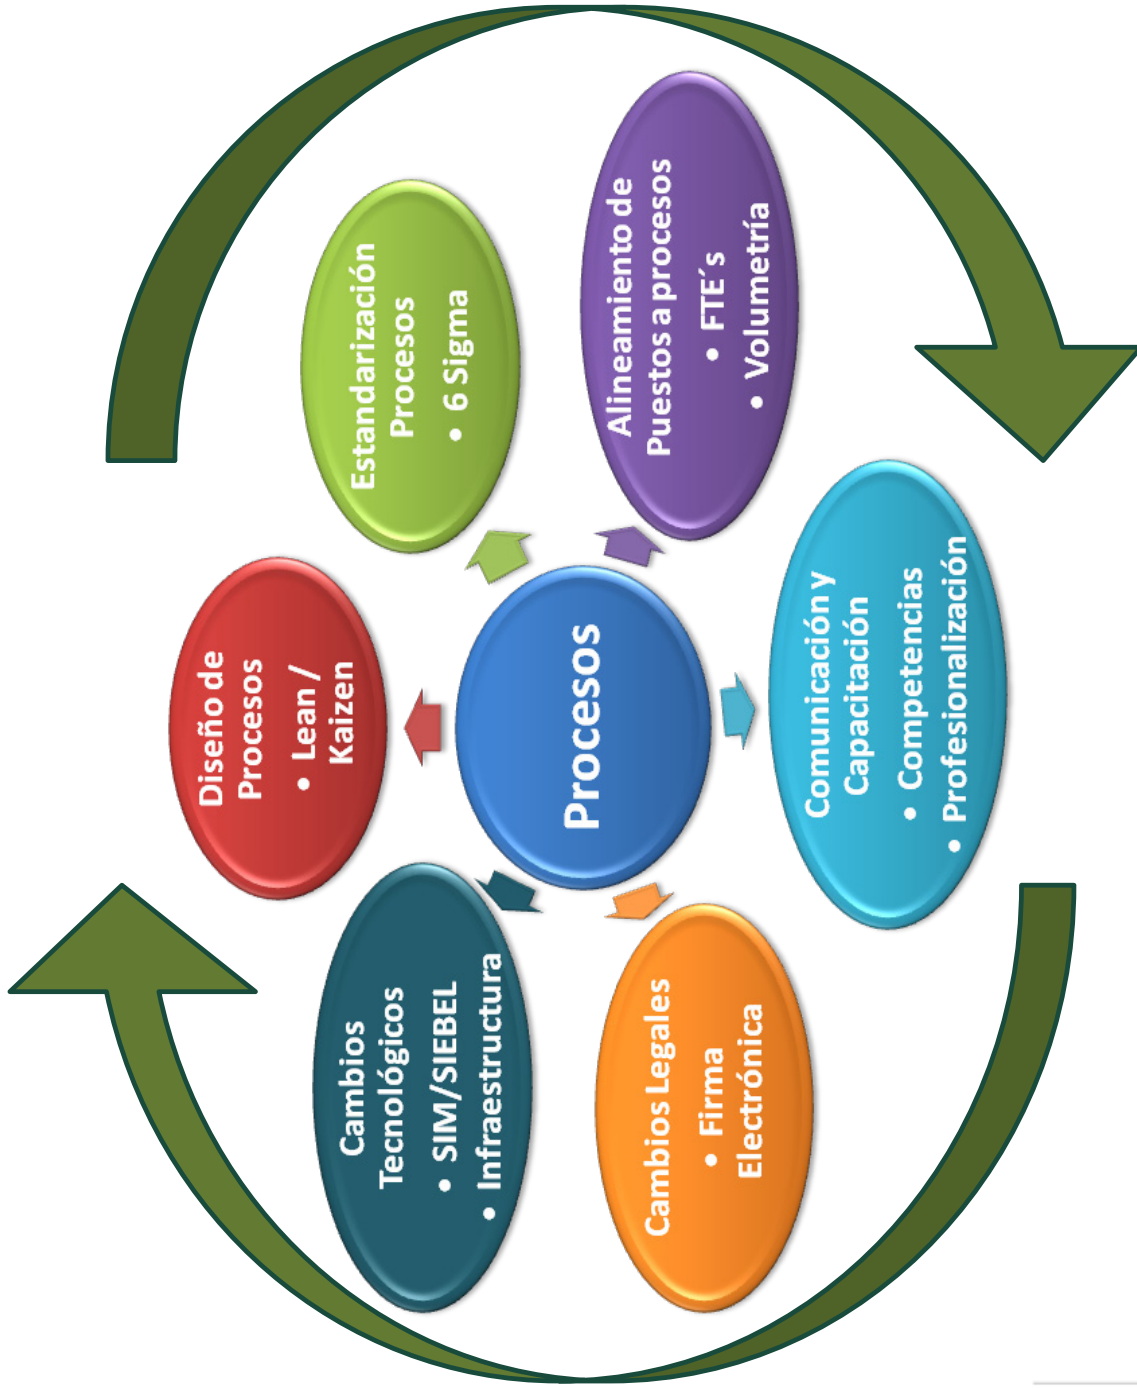 Diseño de
Procesos
• Lean /
Kaizen
Estandarización
Procesos
• 6 Sigma
Alineamiento de
Puestos a procesos
• FTE´s
• Volumetría
Comunicación y
Capacitación
• Competencias
• Profesionalización
Cambios Legales
• Firma
Electrónica
Cambios
Tecnológicos
• SIM/SIEBEL
• Infraestructura
Procesos